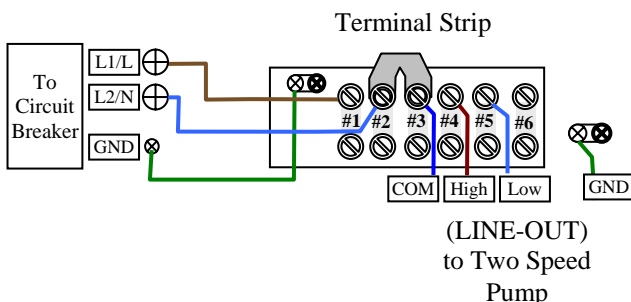 Terminal Strip
To
Circuit
Breaker
L1/L
L2/N
GND
#1 #2 #3 #4 #5 #6
COM High Low GND
(LINE-OUT)
to Two Speed
Pump